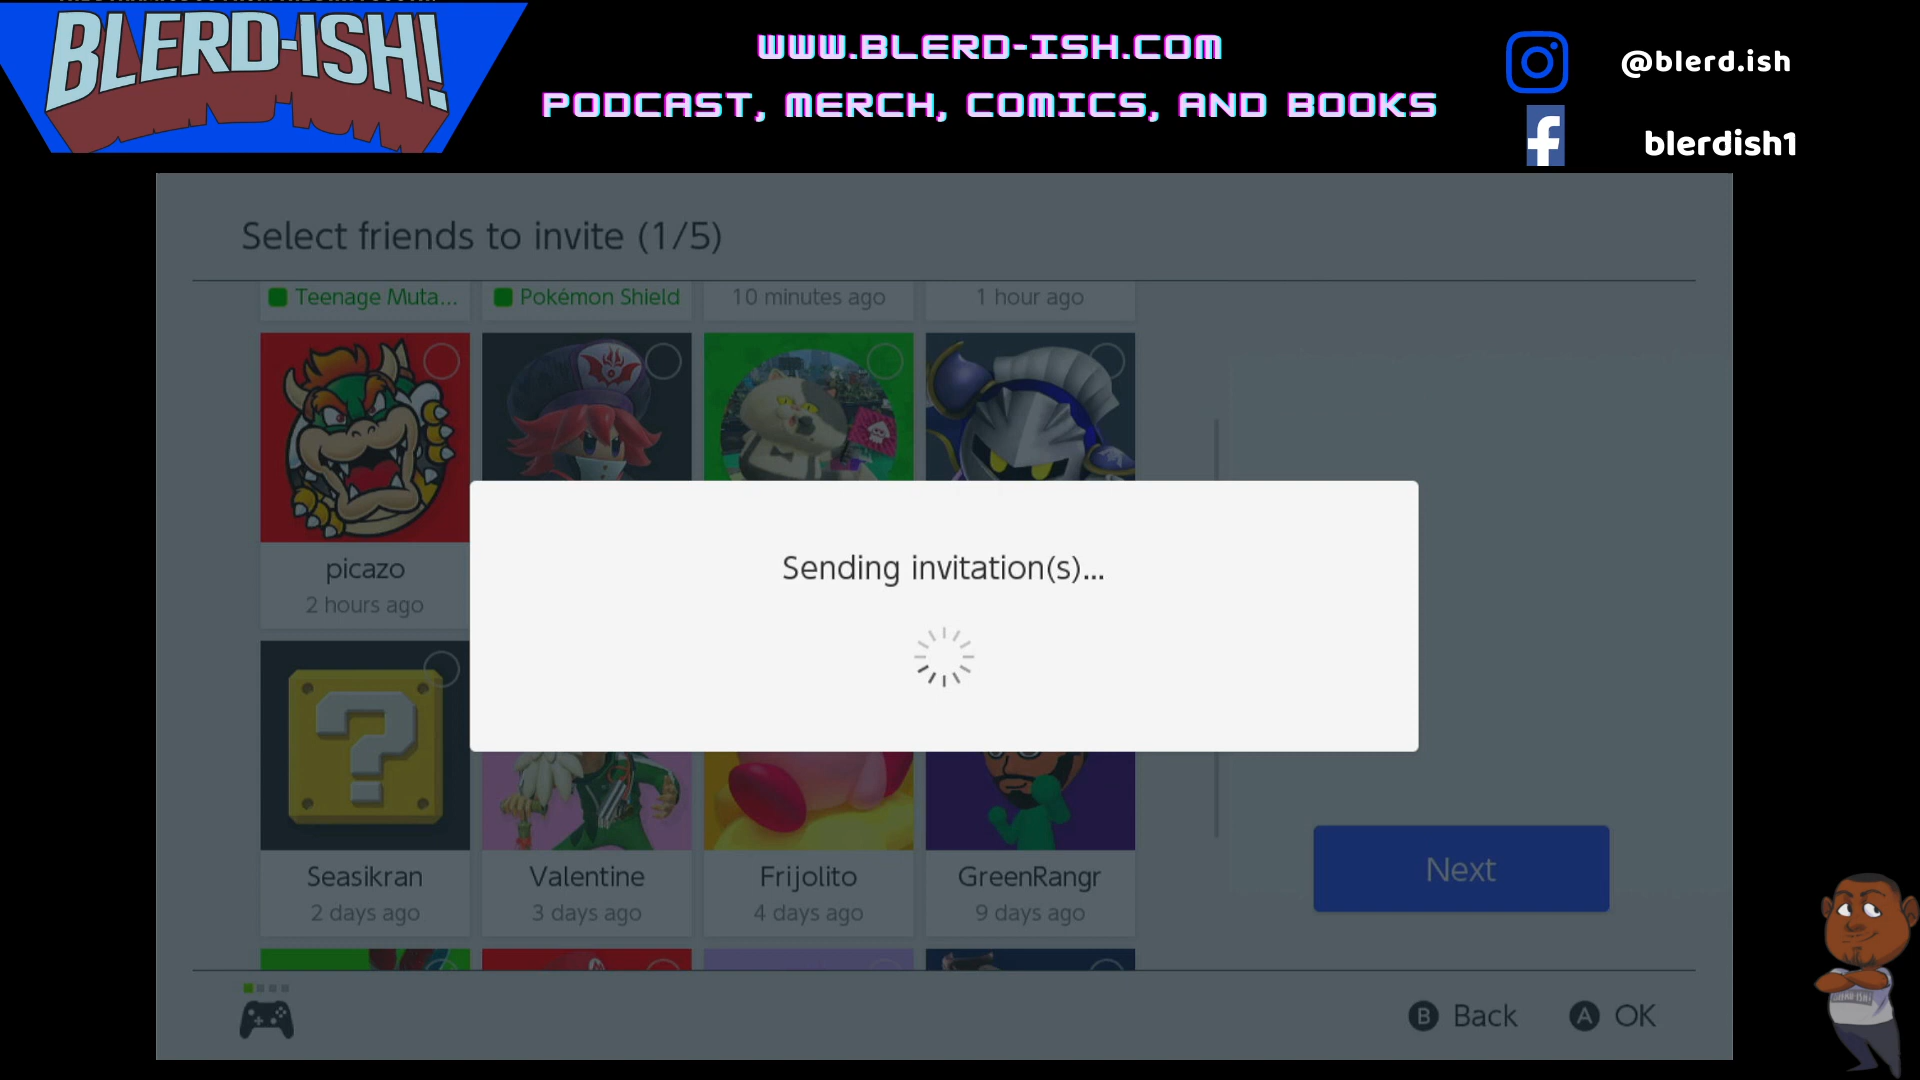 BLERD-ISH!
WWW.BLERD-ISH.COM
PODCAST, MERCH, COMICS, AND BOOKS
@blerd.ish
blerdish1
Select friends to invite (1/5)
Teenage Muta...
Pokémon Shield
10 minutes ago
1 hour ago
picazo
2 hours ago
Sending invitation(s)...
Seasikran
Valentine
Frijolito
GreenRangr
2 days ago
3 days ago
4 days ago
9 days ago
Next
B Back
A OK